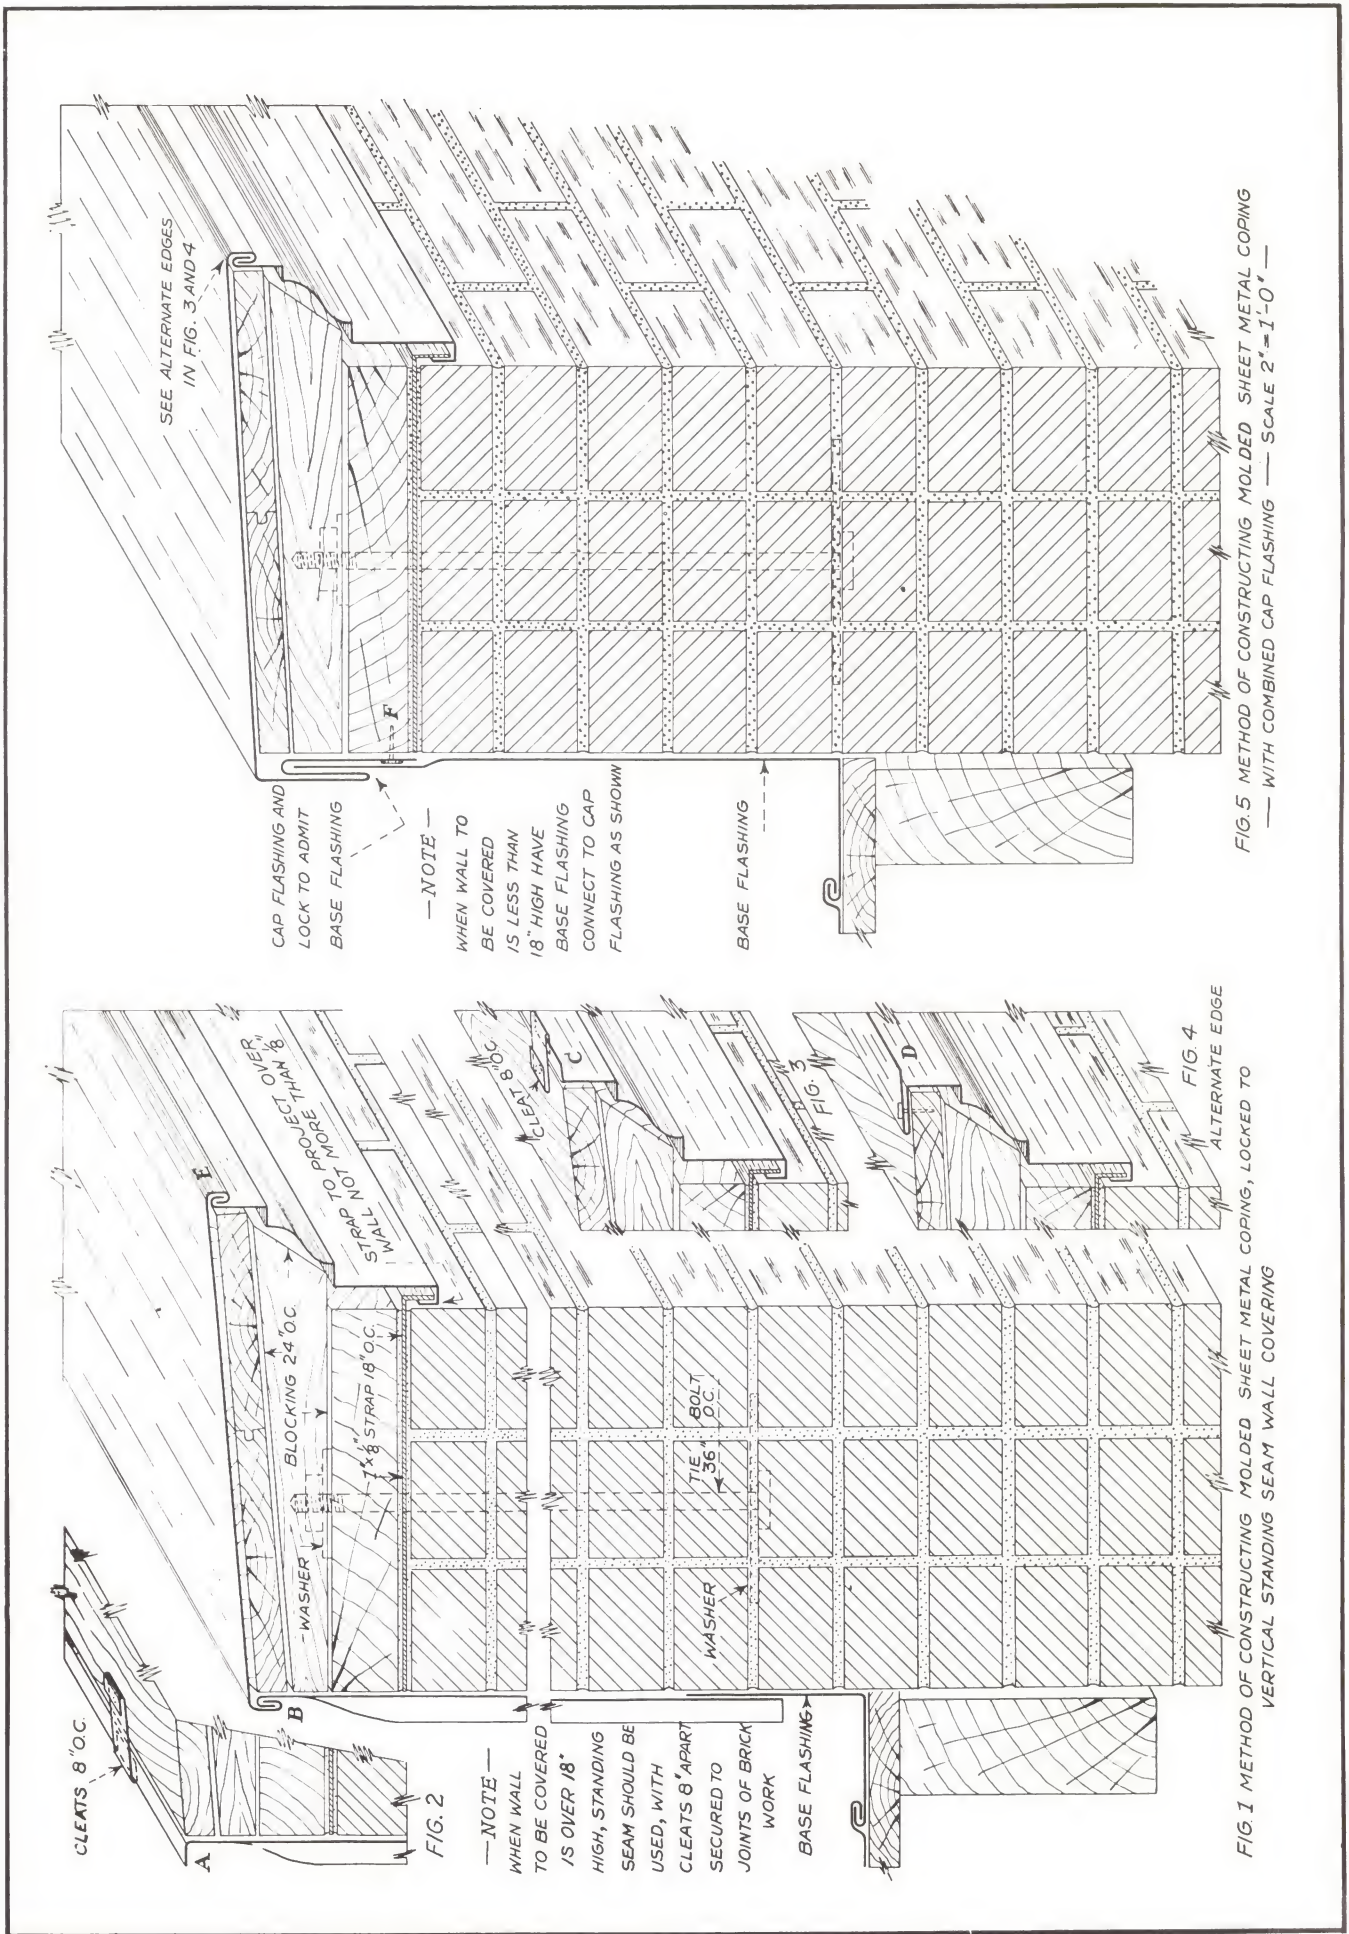 CLEATS 8" O.C.
A
FIG. 2
—NOTE—
WHEN WALL
TO BE COVERED
IS OVER 18"
HIGH, STANDING
SEAM SHOULD BE
USED, WITH
CLEATS 8" APART
SECURED TO
JOINTS OF BRICK
WORK
BASE FLASHING
B
WASHER
BLOCKING 24" O.C.
1" x 1/8" STRAP 18" O.C.
E
STRAP TO PROJECT OVER
WALL NOT MORE THAN 1/8"
WASHER
TIE BOLT
36" O.C.
CLEAT 8" O.C.
C
FIG. 3
D
FIG. 4
ALTERNATE EDGE
FIG. 1 METHOD OF CONSTRUCTING MOLDED SHEET METAL COPING, LOCKED TO
VERTICAL STANDING SEAM WALL COVERING
CAP FLASHING AND
LOCK TO ADMIT
BASE FLASHING
—NOTE—
WHEN WALL TO
BE COVERED
IS LESS THAN
18" HIGH HAVE
BASE FLASHING
CONNECT TO CAP
FLASHING AS SHOWN
BASE FLASHING
F
SEE ALTERNATE EDGES
IN FIG. 3 AND 4
FIG. 5 METHOD OF CONSTRUCTING MOLDED SHEET METAL COPING
— WITH COMBINED CAP FLASHING — SCALE 2"=1'-0" —